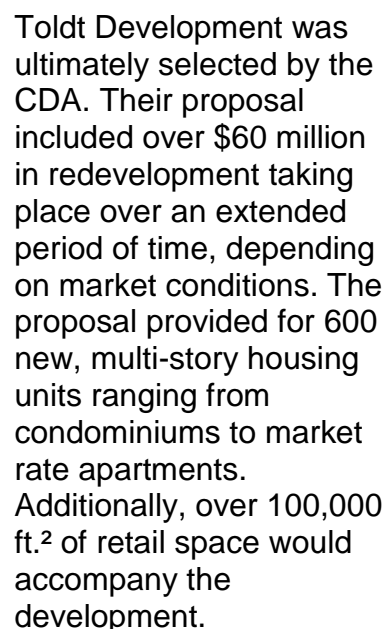 Toldt Development was
ultimately selected by the
CDA. Their proposal
included over $60 million
in redevelopment taking
place over an extended
period of time, depending
on market conditions. The
proposal provided for 600
new, multi-story housing
units ranging from
condominiums to market
rate apartments.
Additionally, over 100,000
ft.² of retail space would
accompany the
development.